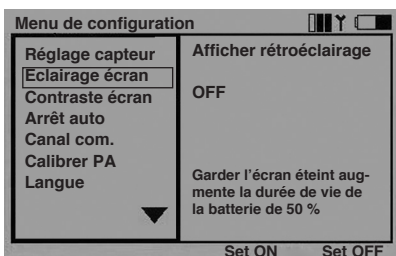 Menu de configuration
Réglage capteur
Eclairage écran
Contraste écran
Arrêt auto
Canal com.
Calibrer PA
Langue
Afficher rétroéclairage
OFF
Garder l'écran éteint aug-
mente la durée de vie de
la batterie de 50 %
Set ON
Set OFF